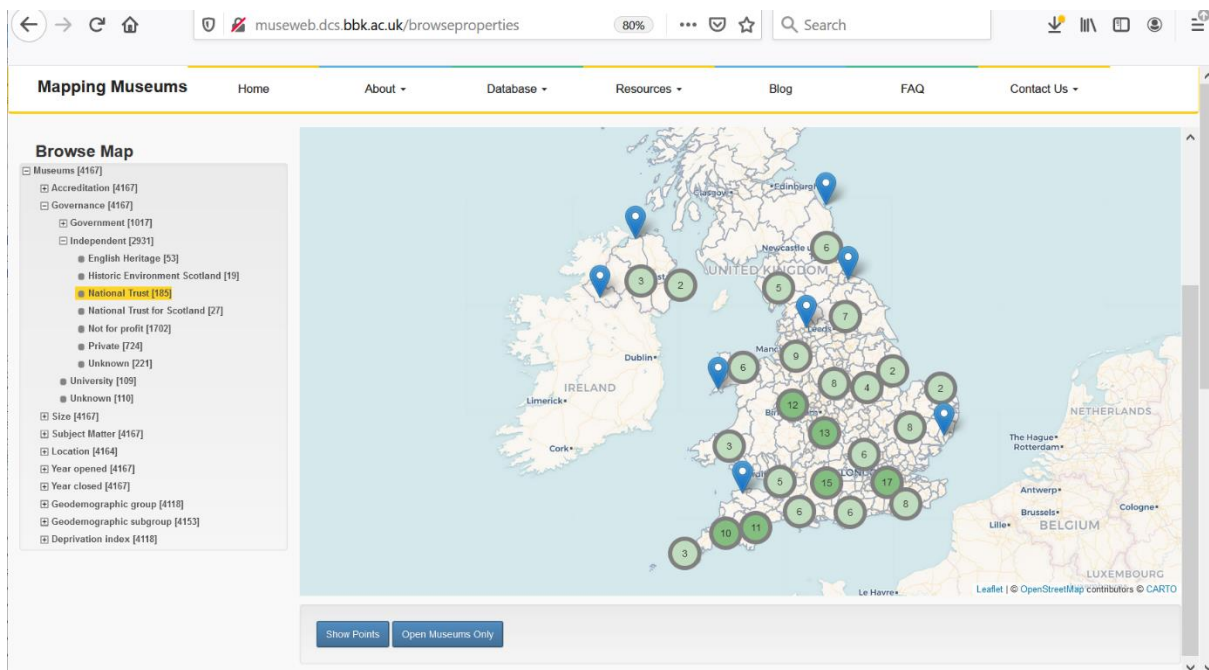 museweb.dcs.bbk.ac.uk/browseproperties
80%
Search
Mapping Museums
Home
About
Database
Resources
Blog
FAQ
Contact Us
Browse Map
Museums [4167]
Accreditation [4167]
Governance [4167]
Government [1017]
Independent [2931]
English Heritage [53]
Historic Environment Scotland [19]
National Trust [185]
National Trust for Scotland [27]
Not for profit [1702]
Private [724]
Unknown [221]
University [109]
Unknown [110]
Size [4167]
Subject Matter [4167]
Location [4164]
Year opened [4167]
Year closed [4167]
Geodemographic group [4118]
Geodemographic subgroup [4153]
Deprivation index [4118]
Glasgow
Edinburgh
Newcastle
6
UNITED KINGDOM
3
2
5
7
Leeds
Dublin
9
6
2
8
4
2
IRELAND
Limerick
12
NETHERLANDS
13
8
The Hague
Rotterdam
3
6
Cork
5
15
17
Antwerp
8
6
6
Brussels
Cologne
10
11
Lille
BELGIUM
3
LUXEMBOURG
Le Havre
Leaflet | © OpenStreetMap contributors © CARTO
Show Points
Open Museums Only